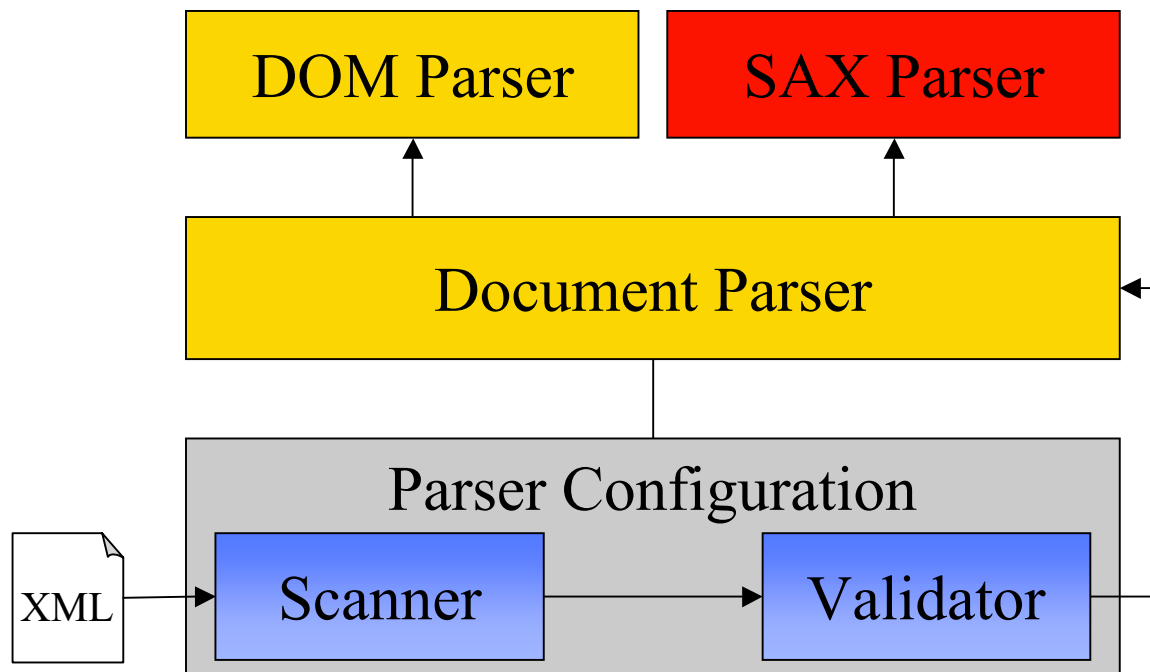 DOM Parser
SAX Parser
Document Parser
Parser Configuration
XML
Scanner
Validator